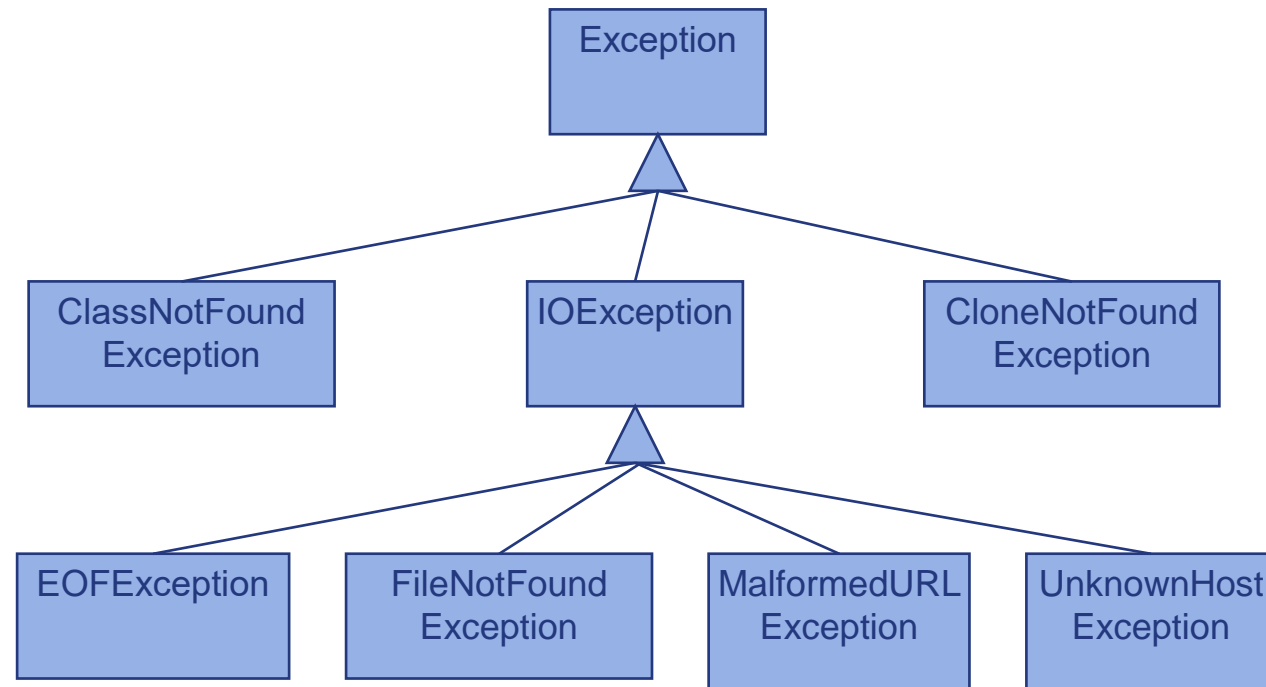 Exception
ClassNotFound
Exception
IOException
CloneNotFound
Exception
EOFException
FileNotFound
Exception
MalformedURL
Exception
UnknownHost
Exception